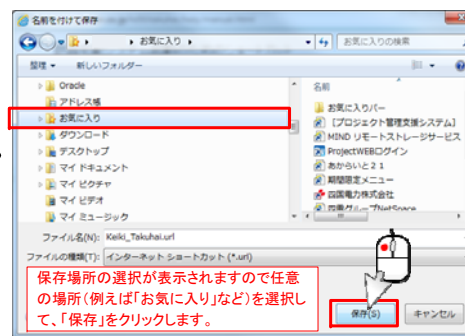 名前を付けて保存
お気に入り
お気に入りの検索
整理
新しいフォルダー
Oracle
アドレス帳
お気に入り
ダウンロード
デスクトップ
マイ ドキュメント
マイ ピクチャ
マイ ビデオ
マイ ミュージック
名前
お気に入りバー
[プロジェクト管理支援システム]
MIND リモートストレージサービス
ProjectWEBログイン
あからいと21
期間限定メニュー
四国電力株式会社
ファイル名(N): Keiki_Takuhai.url
ファイルの種類(T): インターネット ショートカット (*.url)
保存場所の選択が表示されますので任意
の場所(例えば「お気に入り」など)を選択し
て、「保存」をクリックします。
保存(S)
キャンセル